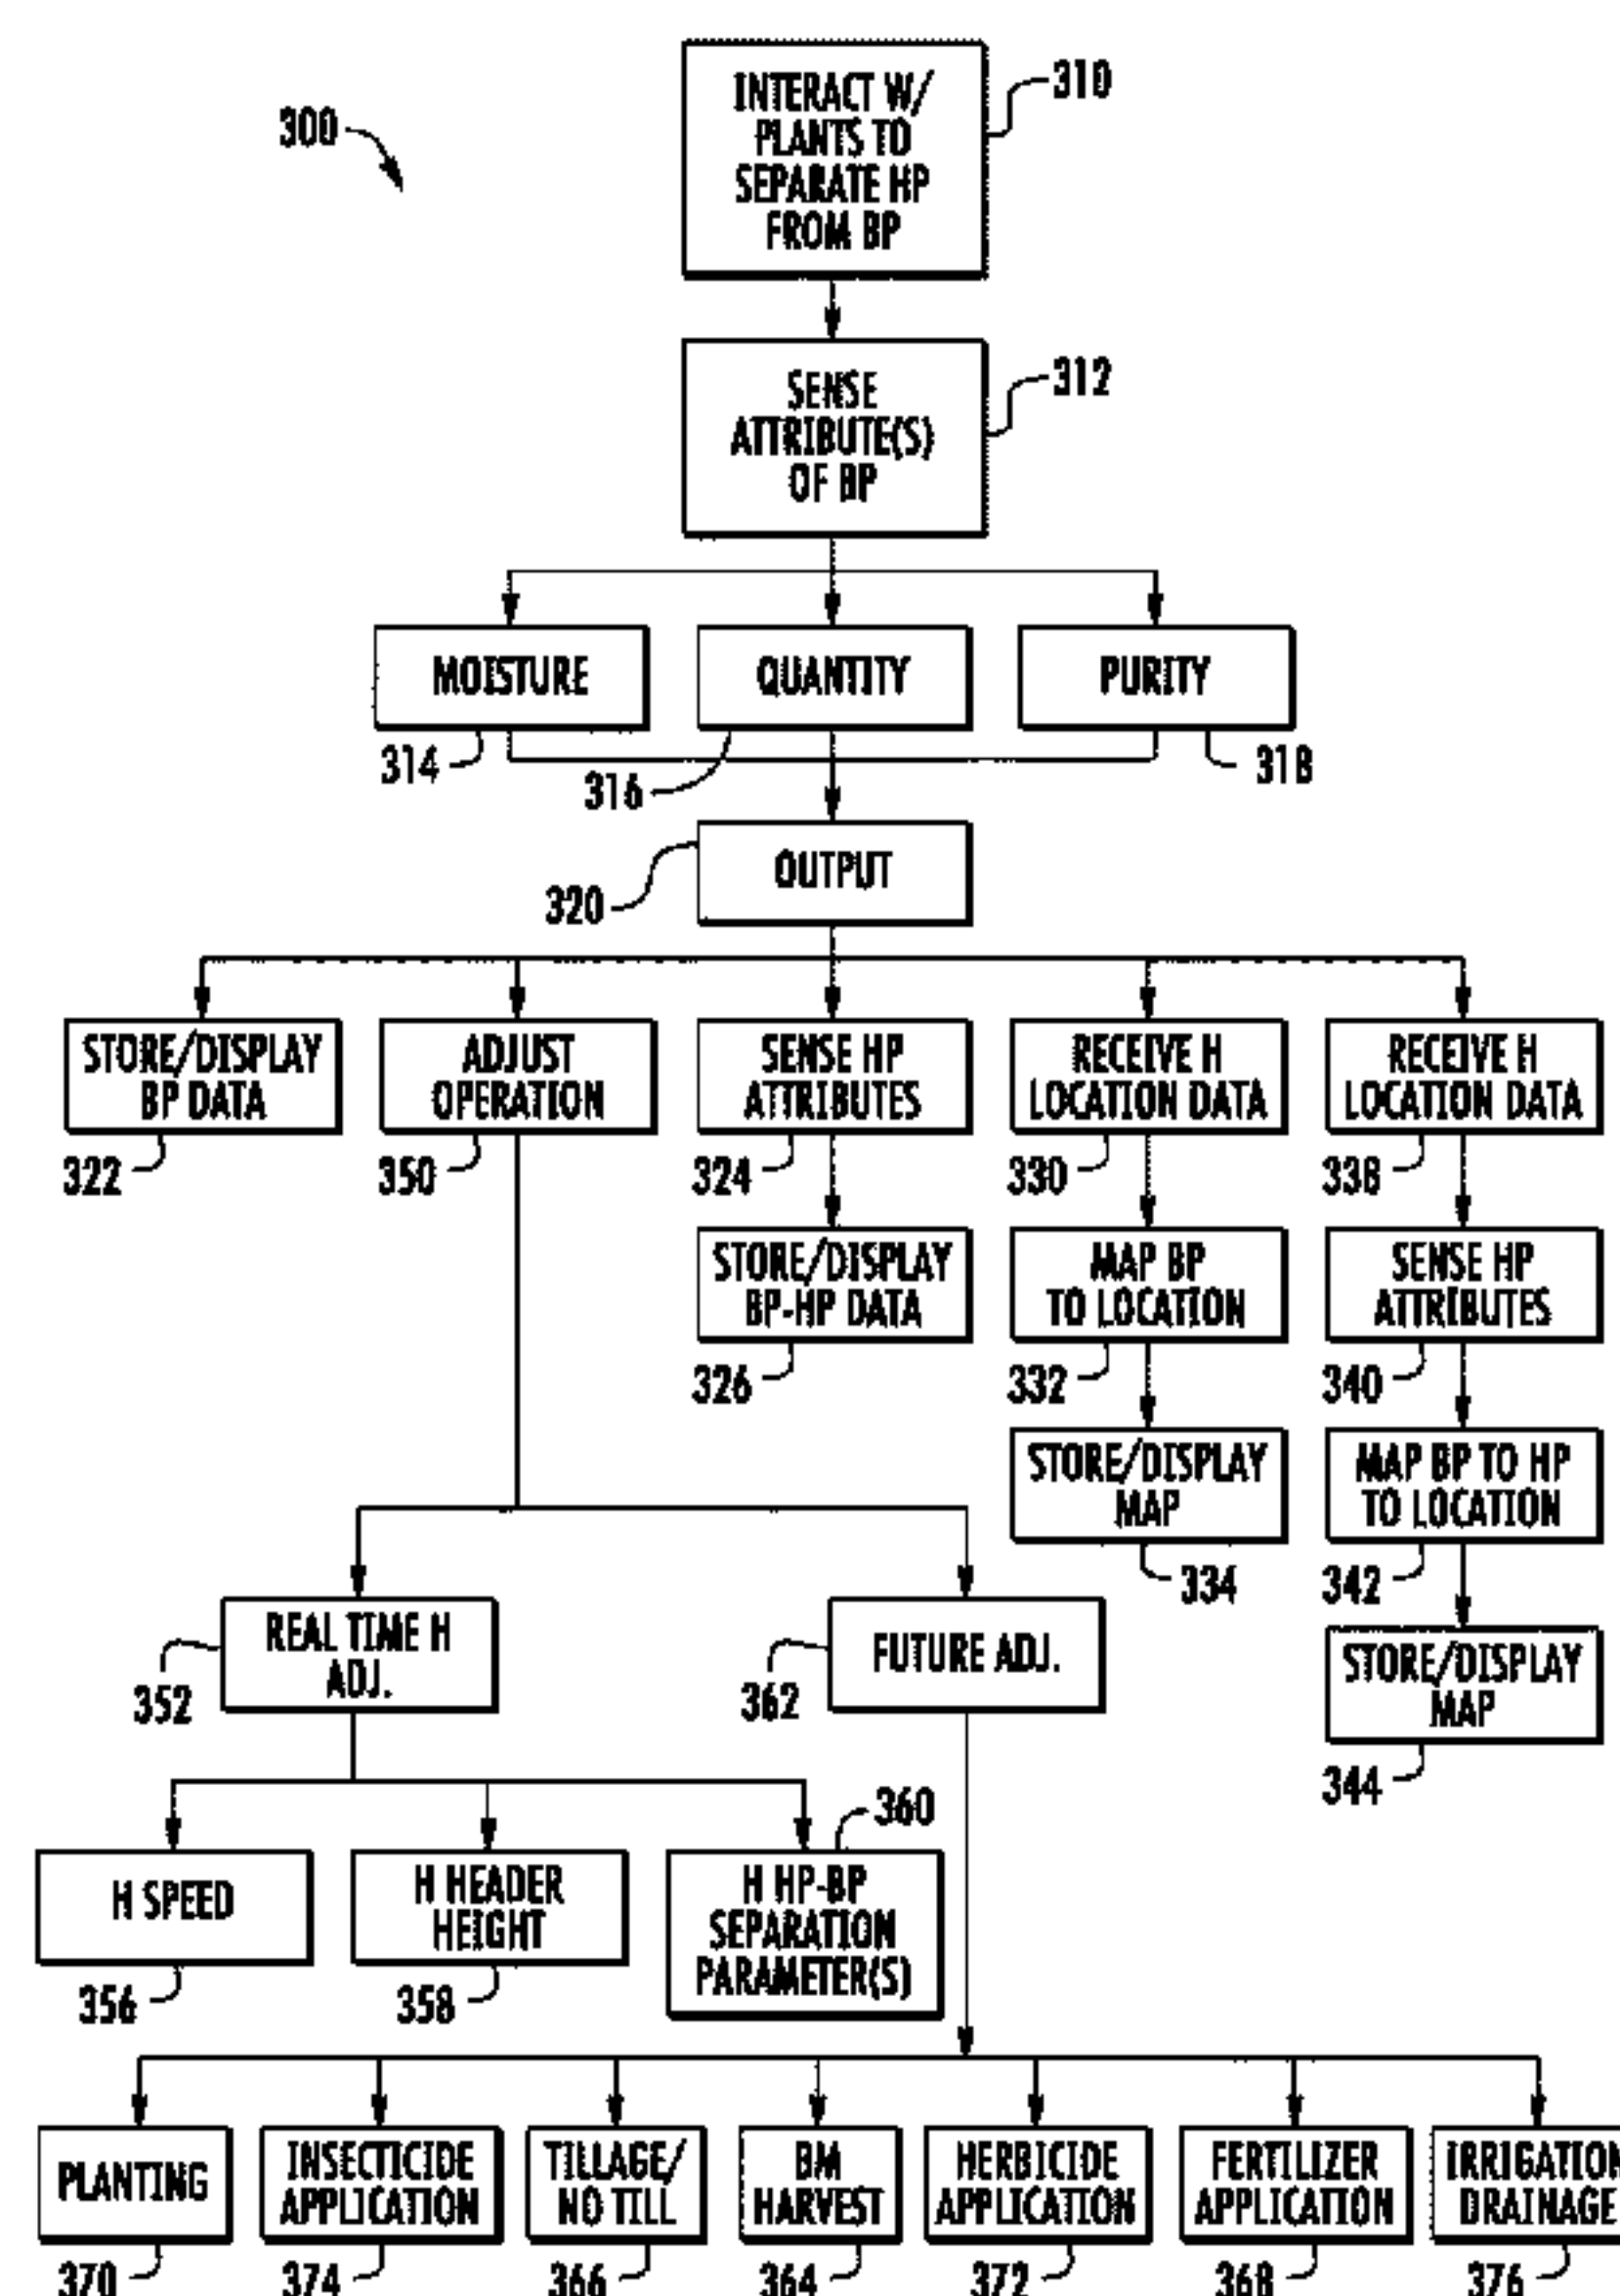 300
INTERACT W/
PLANTS TO
SEPARATE HP
FROM BP
310
SENSE
ATTRIBUTE(S)
OF BP
312
MOISTURE
314
QUANTITY
316
PURITY
318
OUTPUT
320
STORE/DISPLAY
BP DATA
322
ADJUST
OPERATION
350
SENSE HP
ATTRIBUTES
324
RECEIVE H
LOCATION DATA
330
RECEIVE H
LOCATION DATA
338
STORE/DISPLAY
BP-HP DATA
326
MAP BP
TO LOCATION
332
SENSE HP
ATTRIBUTES
340
STORE/DISPLAY
MAP
334
MAP BP TO HP
TO LOCATION
342
REAL TIME H
ADJ.
352
FUTURE ADJ.
362
STORE/DISPLAY
MAP
344
H SPEED
356
H HEADER
HEIGHT
358
H HP-BP
SEPARATION
PARAMETER(S)
360
PLANTING
370
INSECTICIDE
APPLICATION
374
TILLAGE/
NO TILL
366
BM
HARVEST
364
HERBICIDE
APPLICATION
372
FERTILIZER
APPLICATION
368
IRRIGATION
DRAINAGE
376